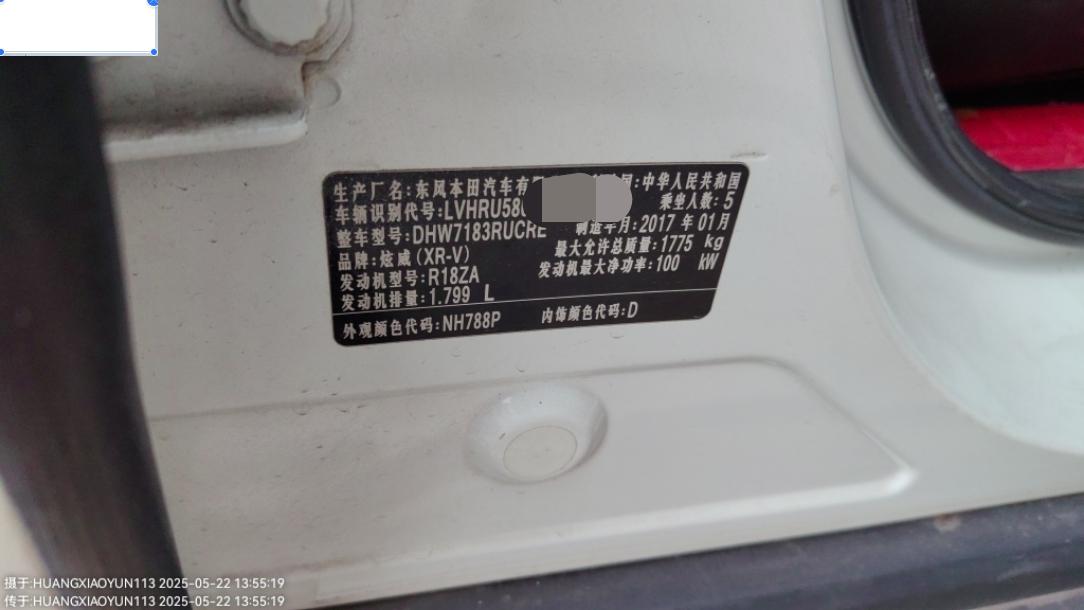 生产厂名:东风本田汽车有 国:中华人民共和国
车辆识别代号:LVHRU58 乘坐人数:5
整车型号:DHW7183RUCRE 制造年月:2017 年 01月
品牌:炫威(XR-V) 最大允许总质量:1775 kg
发动机型号:R18ZA 发动机最大净功率:100 kW
发动机排量:1.799 L
外观颜色代码:NH788P 内饰颜色代码:D
摄于:HUANGXIAOYUN113 2025-05-22 13:55:19
传于:HUANGXIAOYUN113 2025-05-22 13:55:19